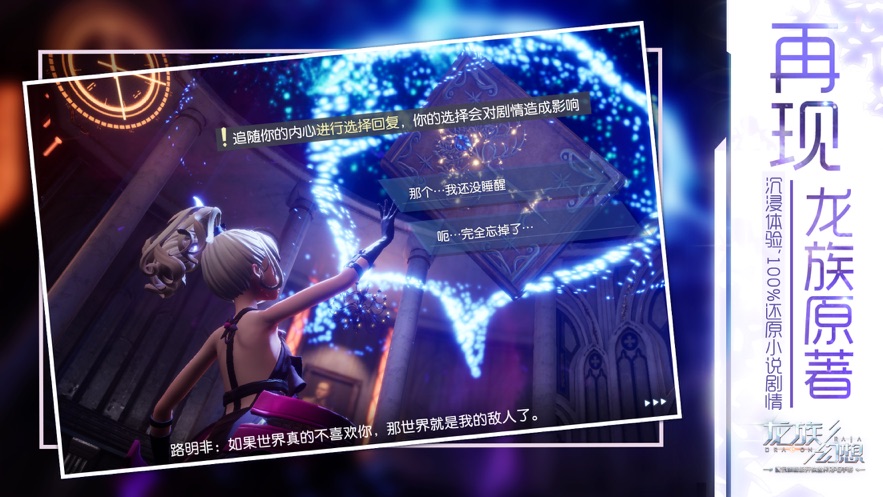 ！追随你的内心进行选择回复，你的选择会对剧情造成影响
那个…我还没睡醒
呃…完全忘掉了…
路明非：如果世界真的不喜欢你，那世界就是我的敌人了。
再现
龙族原著
沉浸体验，100%还原小说剧情
龙族幻想
DRAGON RAJA